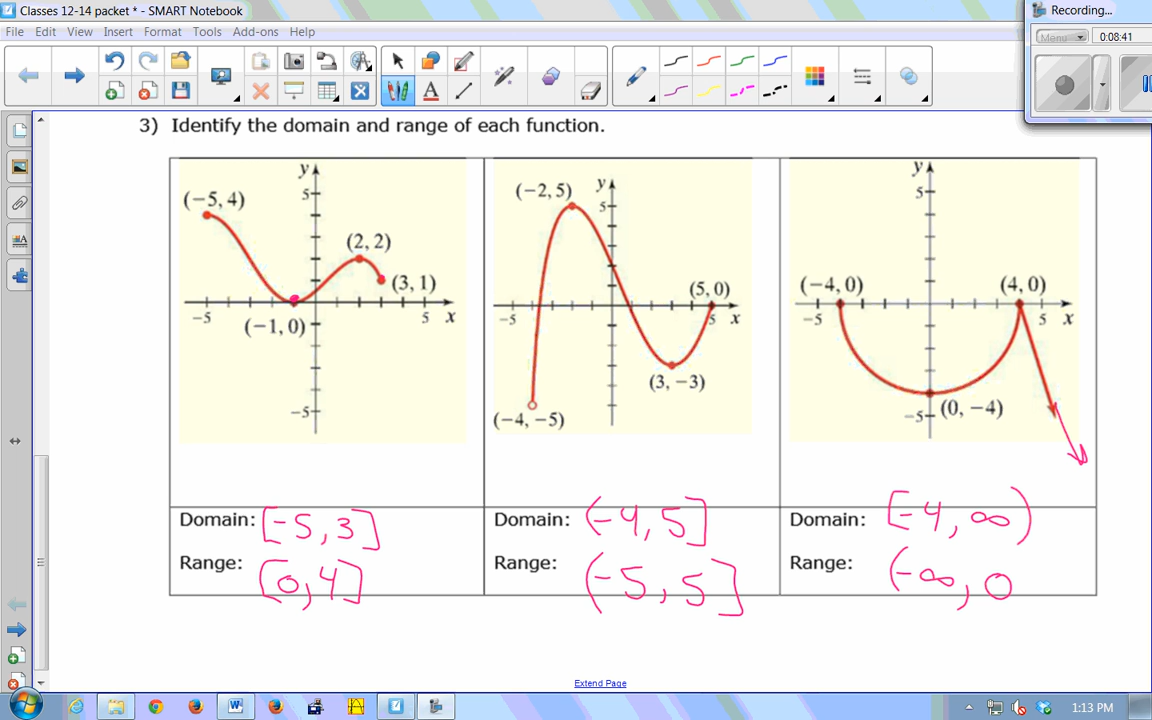 Classes 12-14 packet * - SMART Notebook
Recording...
File Edit View Insert Format Tools Add-ons Help
Menu 0:08:41
3) Identify the domain and range of each function.
y
5
(-5, 4)
(2, 2)
(3, 1)
-5
5
x
(-1, 0)
-5
(-2, 5)
y
5
(5, 0)
-5
5
x
(3, -3)
(-4, -5)
y
5
(-4, 0)
(4, 0)
-5
5
x
-5
(0, -4)
Domain: [-5, 3]
Range: [0, 4]
Domain: (-4, 5]
Range: (-5, 5]
Domain: [-4, ∞)
Range: (-∞, 0
Extend Page
1:13 PM